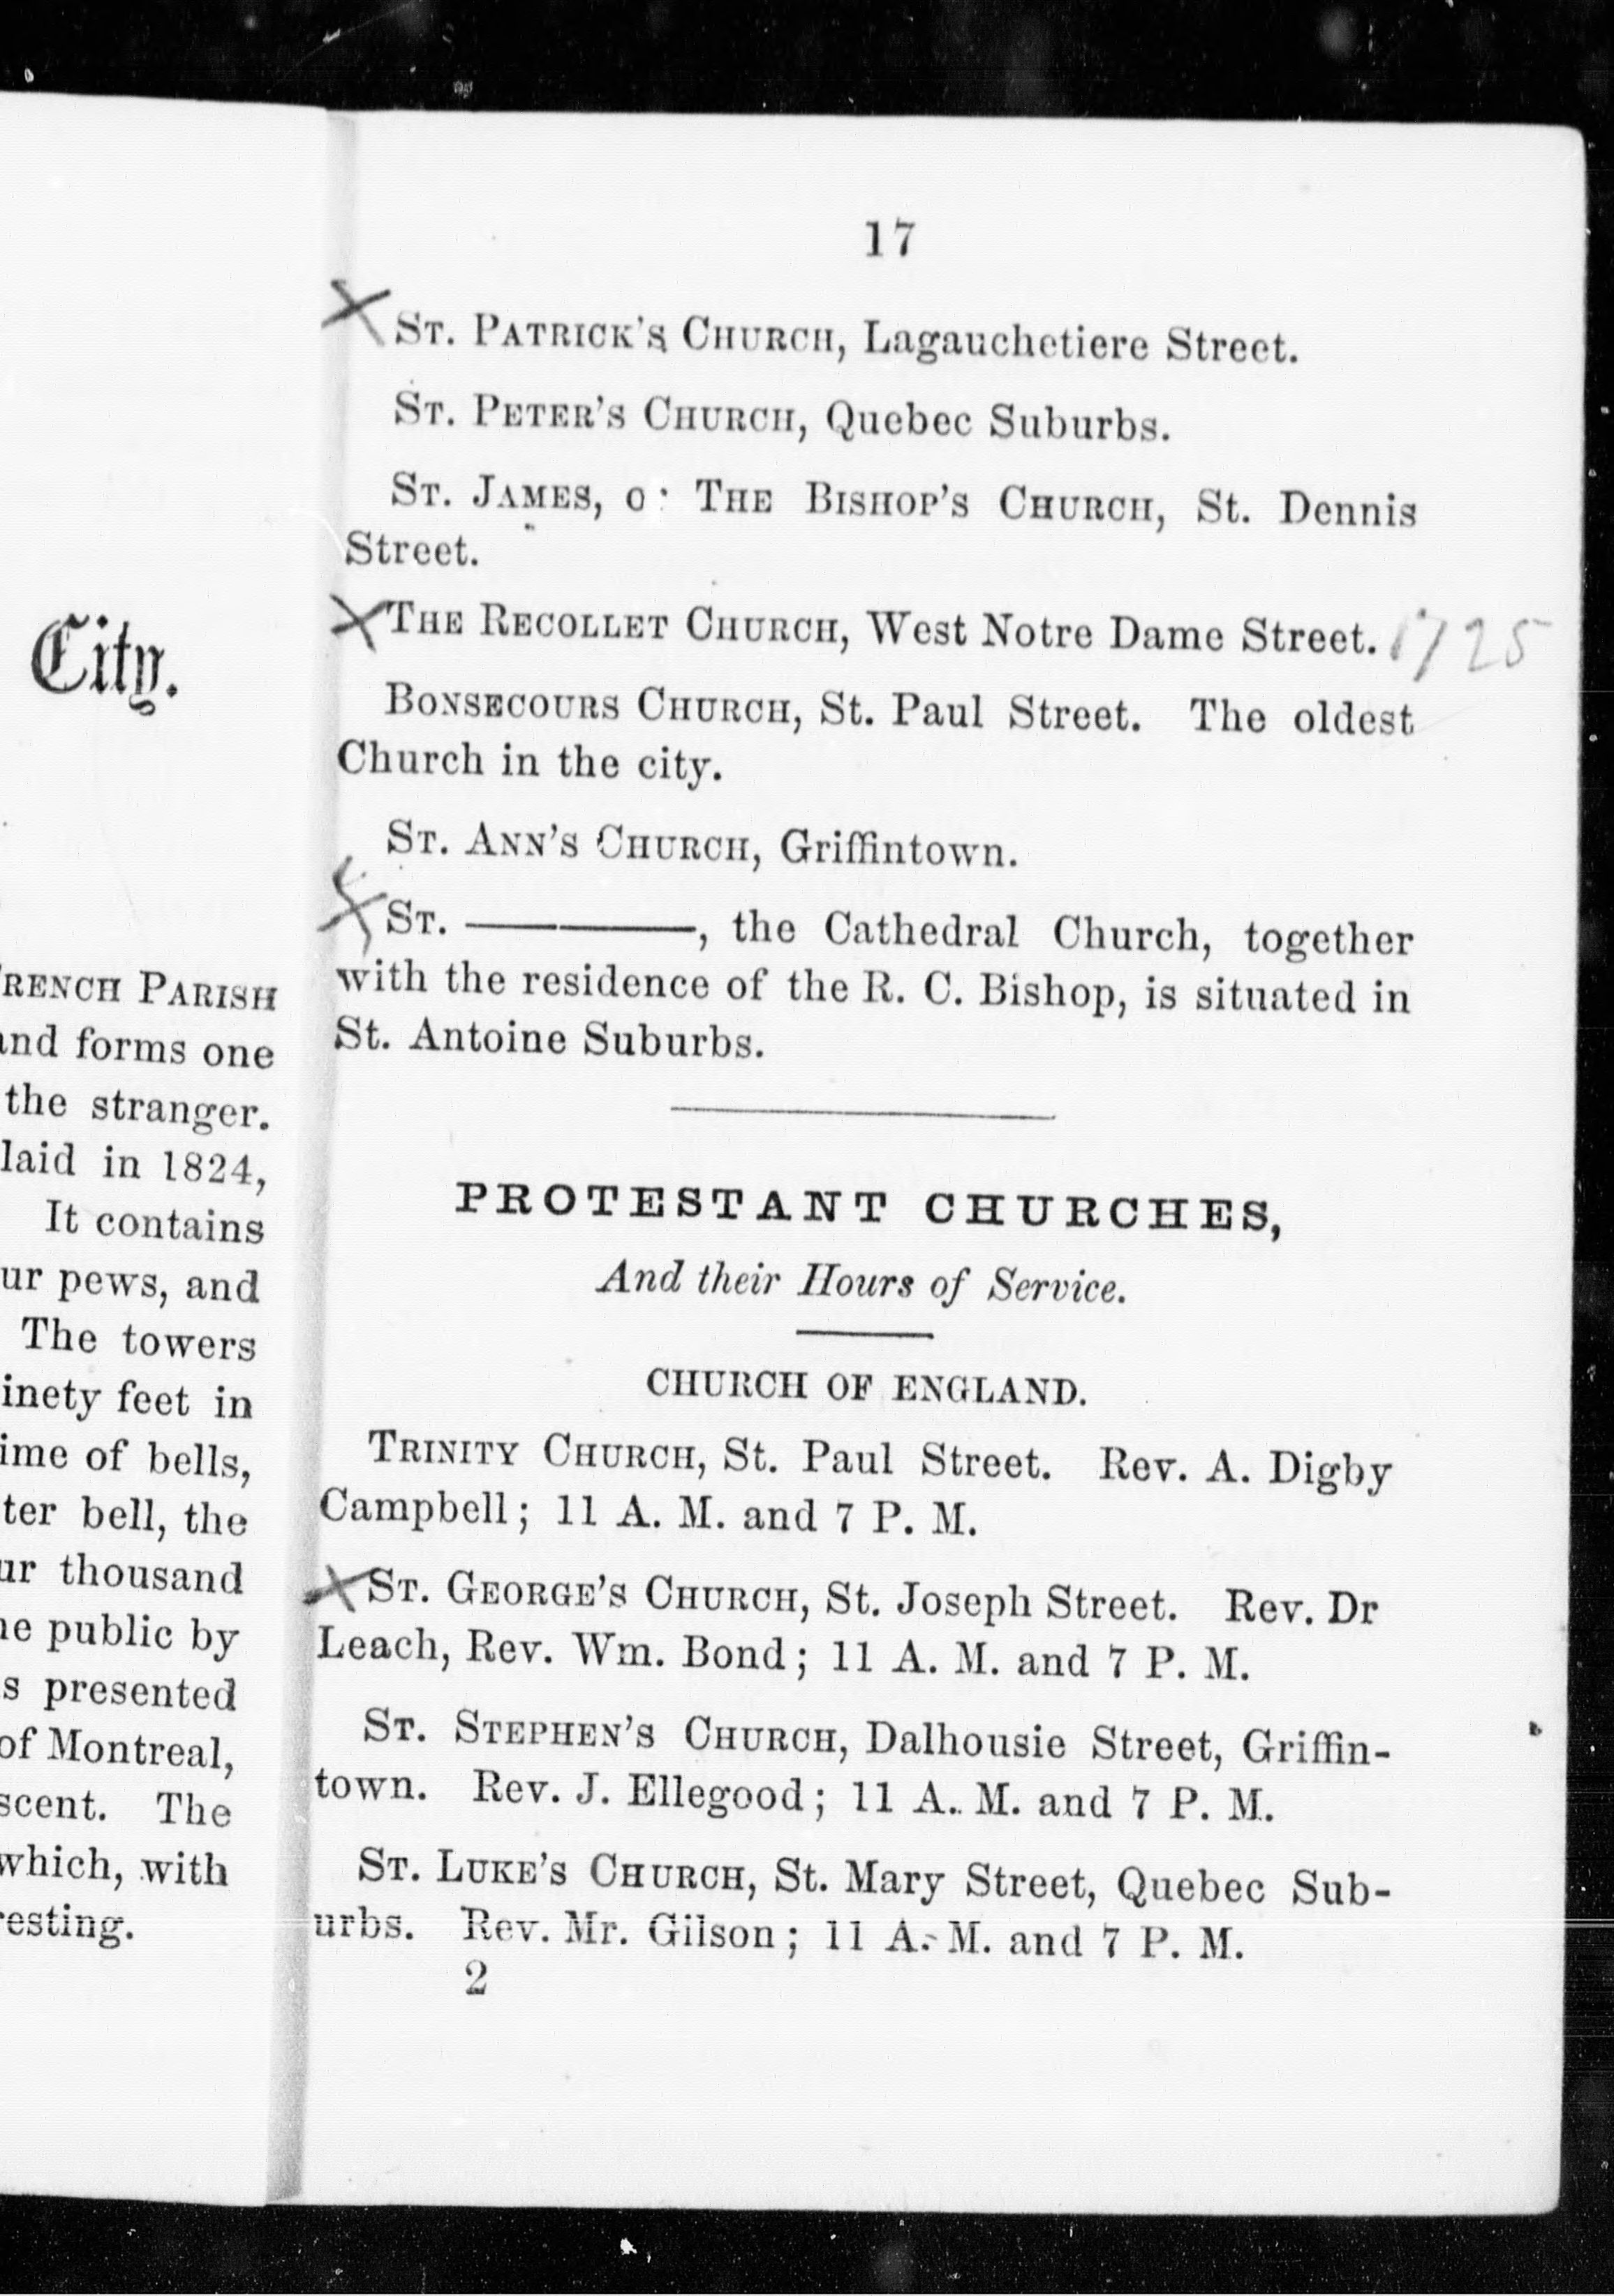 City.
RENCH PARISH
and forms one
the stranger.
laid in 1824,
It contains
ur pews, and
The towers
inety feet in
ime of bells,
ter bell, the
ur thousand
e public by
s presented
of Montreal,
scent. The
which, with
esting.
17
ST. PATRICK'S CHURCH, Lagauchetiere Street.
ST. PETER'S CHURCH, Quebec Suburbs.
ST. JAMES, o: THE BISHOP'S CHURCH, St. Dennis
Street.
THE RECOLLET CHURCH, West Notre Dame Street. 1725
BONSECOURS CHURCH, St. Paul Street. The oldest
Church in the city.
ST. ANN'S CHURCH, Griffintown.
ST. ————, the Cathedral Church, together
with the residence of the R. C. Bishop, is situated in
St. Antoine Suburbs.
PROTESTANT CHURCHES,
And their Hours of Service.
CHURCH OF ENGLAND.
TRINITY CHURCH, St. Paul Street. Rev. A. Digby
Campbell; 11 A. M. and 7 P. M.
ST. GEORGE'S CHURCH, St. Joseph Street. Rev. Dr
Leach, Rev. Wm. Bond; 11 A. M. and 7 P. M.
ST. STEPHEN'S CHURCH, Dalhousie Street, Griffin-
town. Rev. J. Ellegood; 11 A. M. and 7 P. M.
ST. LUKE'S CHURCH, St. Mary Street, Quebec Sub-
urbs. Rev. Mr. Gilson; 11 A. M. and 7 P. M.
2